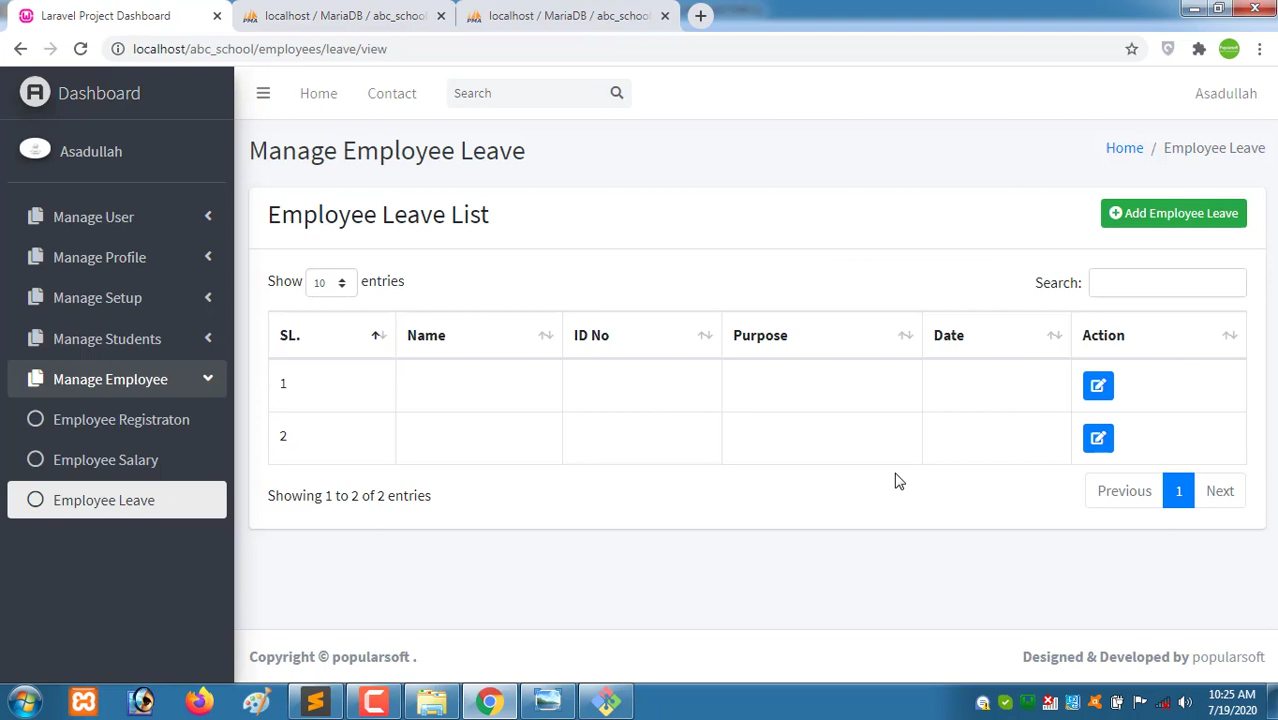 Laravel Project Dashboard
localhost / MariaDB / abc_school
localhost / MariaDB / abc_school
localhost/abc_school/employees/leave/view
Dashboard
Home
Contact
Search
Asadullah
Asadullah
Manage Employee Leave
Home / Employee Leave
Manage User
Manage Profile
Manage Setup
Manage Students
Manage Employee
Employee Registraton
Employee Salary
Employee Leave
Employee Leave List
Add Employee Leave
Show 10 entries
Search:
SL. Name ID No Purpose Date Action
1
2
Showing 1 to 2 of 2 entries
Previous 1 Next
Copyright © popularsoft .
Designed & Developed by popularsoft
10:25 AM
7/19/2020